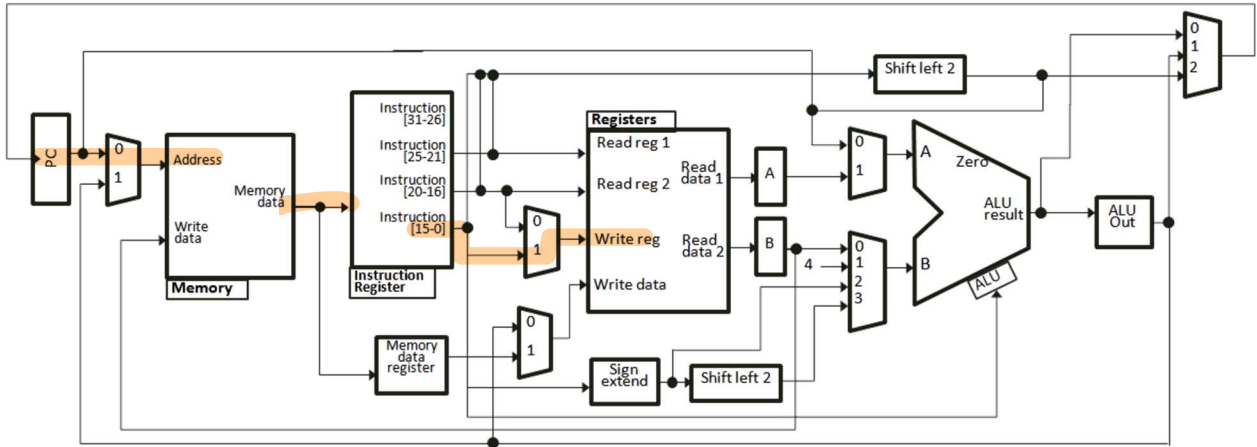 0
1
2
Shift left 2
PC
0
1
Address
Memory
data
Write
data
Memory
Instruction
[31-26]
Instruction
[25-21]
Instruction
[20-16]
Instruction
[15-0]
Instruction
Register
Registers
Read reg 1
Read reg 2
Write reg
Write data
Read
data 1
Read
data 2
0
1
0
1
Memory
data
register
A
B
0
1
4
0
1
2
3
A
B
Zero
ALU
result
ALU
ALU
Out
Sign
extend
Shift left 2